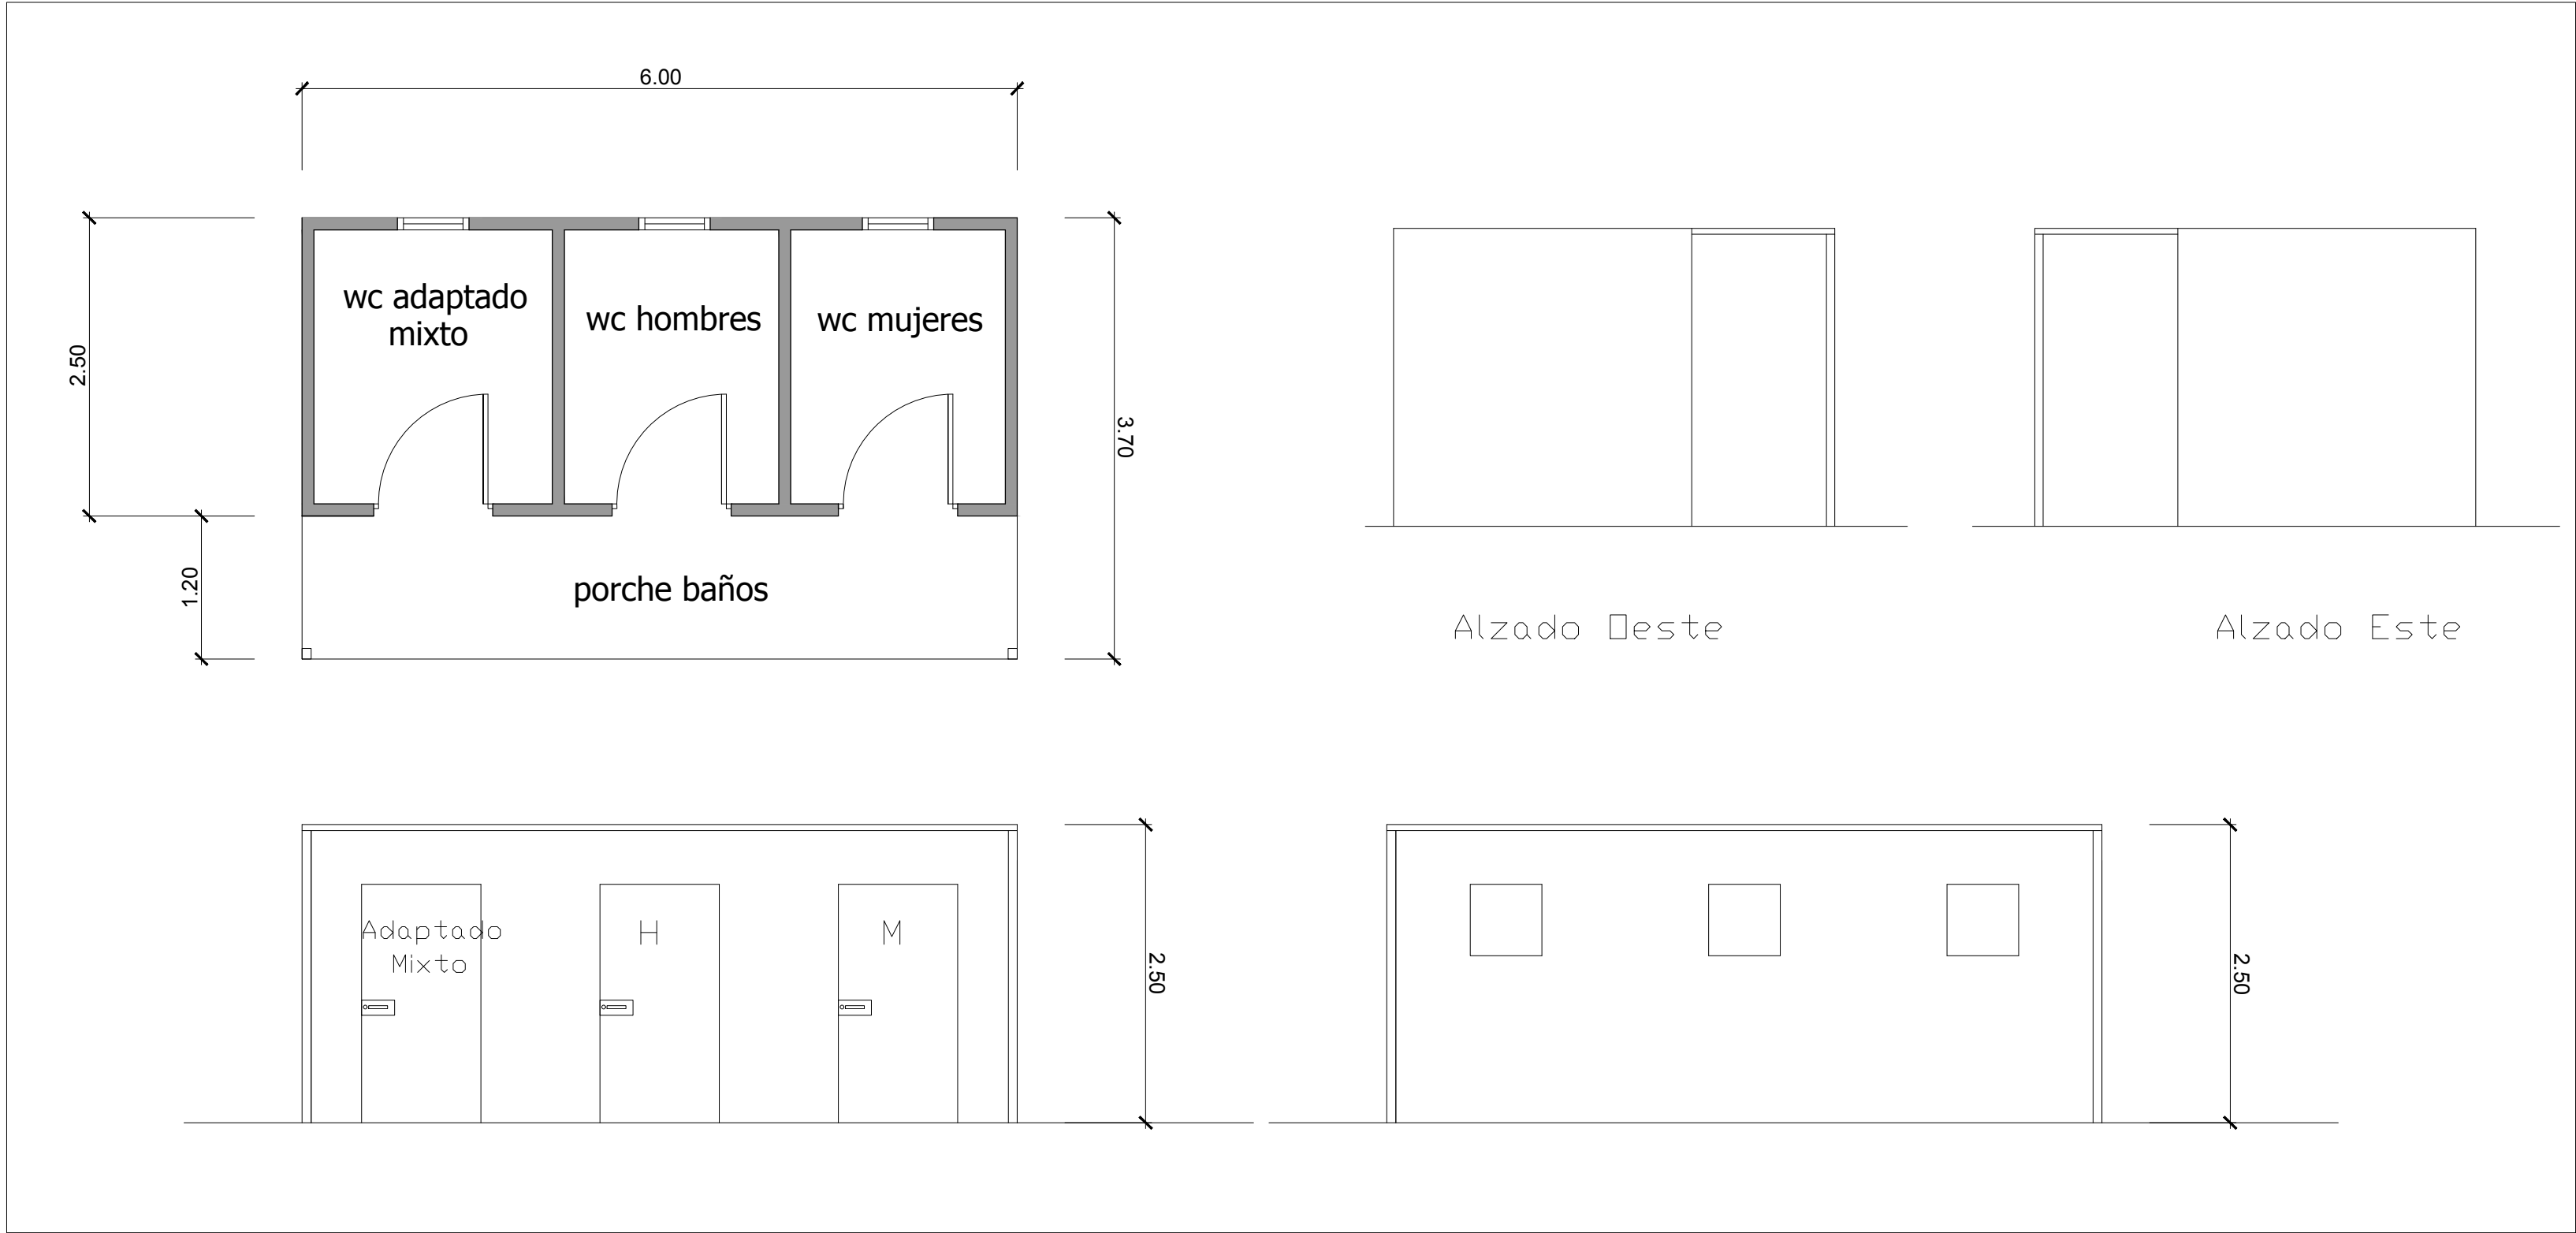 6.00
2.50
wc adaptado
mixto
wc hombres
wc mujeres
3.70
1.20
porche baños
Alzado Oeste
Alzado Este
Adaptado
Mixto
H
M
2.50
2.50